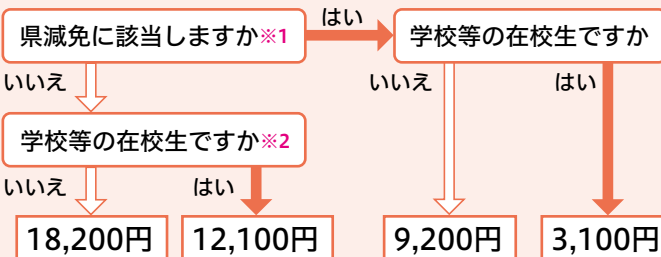 県減免に該当しますか※1
はい
学校等の在校生ですか
いいえ
いいえ
はい
学校等の在校生ですか※2
いいえ
はい
18,200円
12,100円
9,200円
3,100円